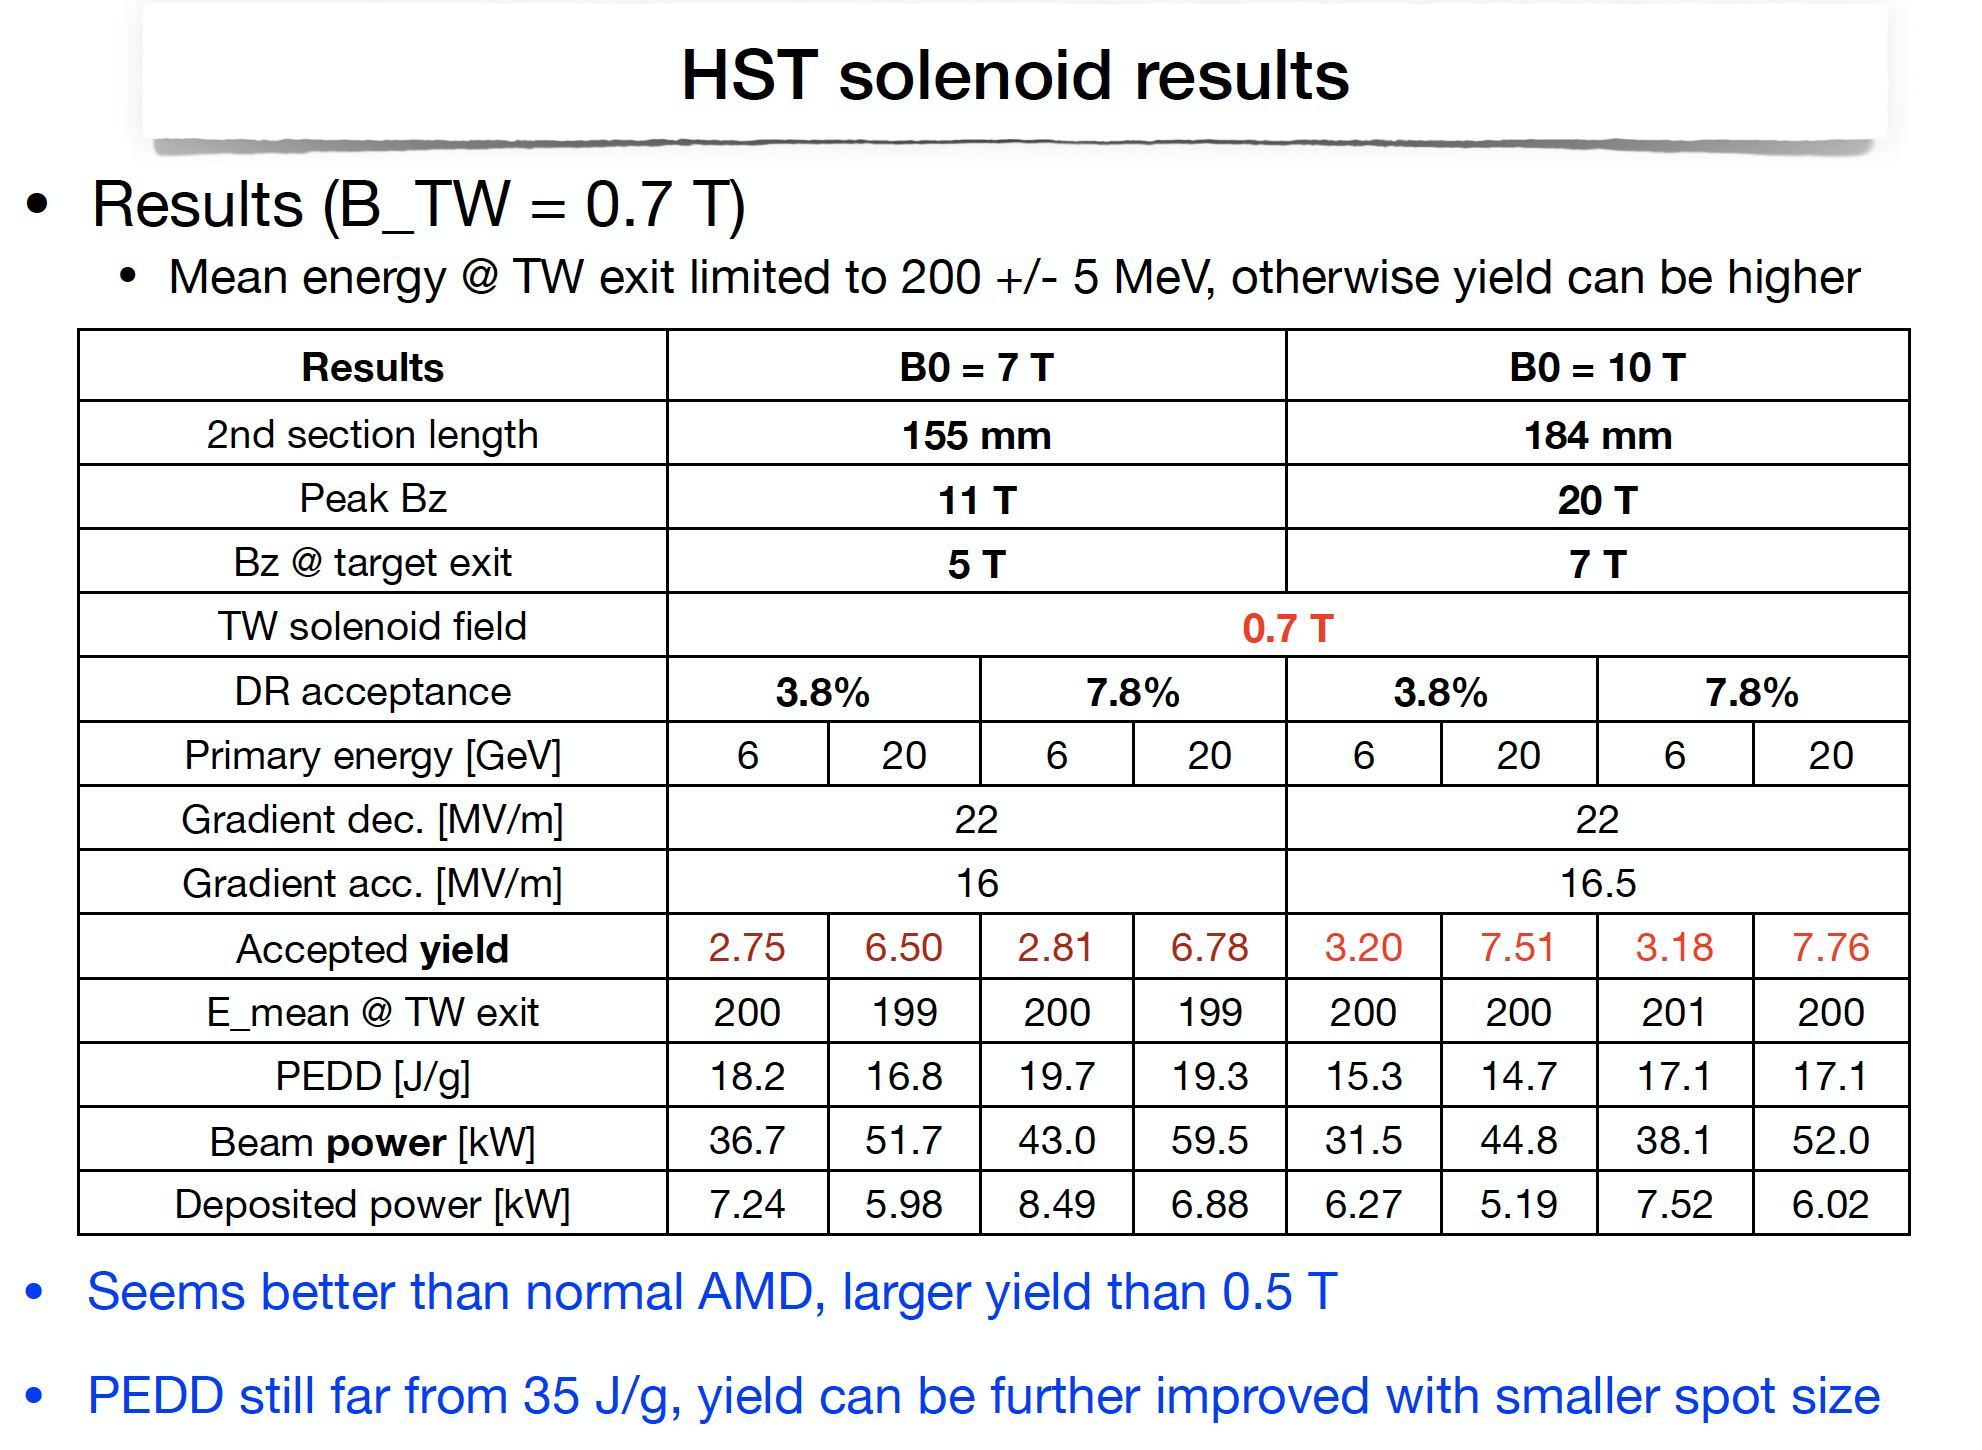 HST solenoid results
• Results (B_TW = 0.7 T)
• Mean energy @ TW exit limited to 200 +/- 5 MeV, otherwise yield can be higher
Results B0 = 7 T B0 = 10 T
2nd section length 155 mm 184 mm
Peak Bz 11 T 20 T
Bz @ target exit 5 T 7 T
TW solenoid field 0.7 T
DR acceptance 3.8% 7.8% 3.8% 7.8%
Primary energy [GeV] 6 20 6 20 6 20 6 20
Gradient dec. [MV/m] 22 22
Gradient acc. [MV/m] 16 16.5
Accepted yield 2.75 6.50 2.81 6.78 3.20 7.51 3.18 7.76
E_mean @ TW exit 200 199 200 199 200 200 201 200
PEDD [J/g] 18.2 16.8 19.7 19.3 15.3 14.7 17.1 17.1
Beam power [kW] 36.7 51.7 43.0 59.5 31.5 44.8 38.1 52.0
Deposited power [kW] 7.24 5.98 8.49 6.88 6.27 5.19 7.52 6.02
• Seems better than normal AMD, larger yield than 0.5 T
• PEDD still far from 35 J/g, yield can be further improved with smaller spot size